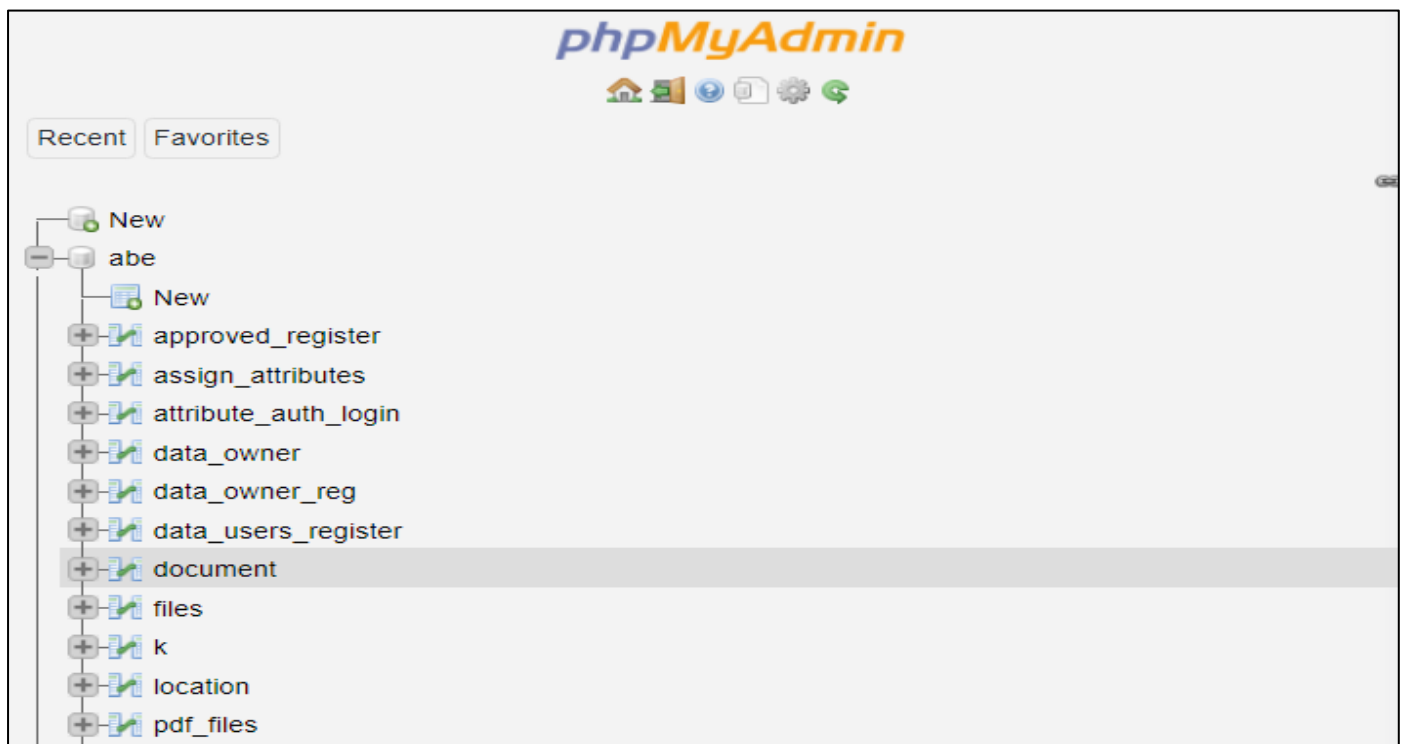 phpMyAdmin
Recent Favorites
New
abe
New
approved_register
assign_attributes
attribute_auth_login
data_owner
data_owner_reg
data_users_register
document
files
k
location
pdf_files